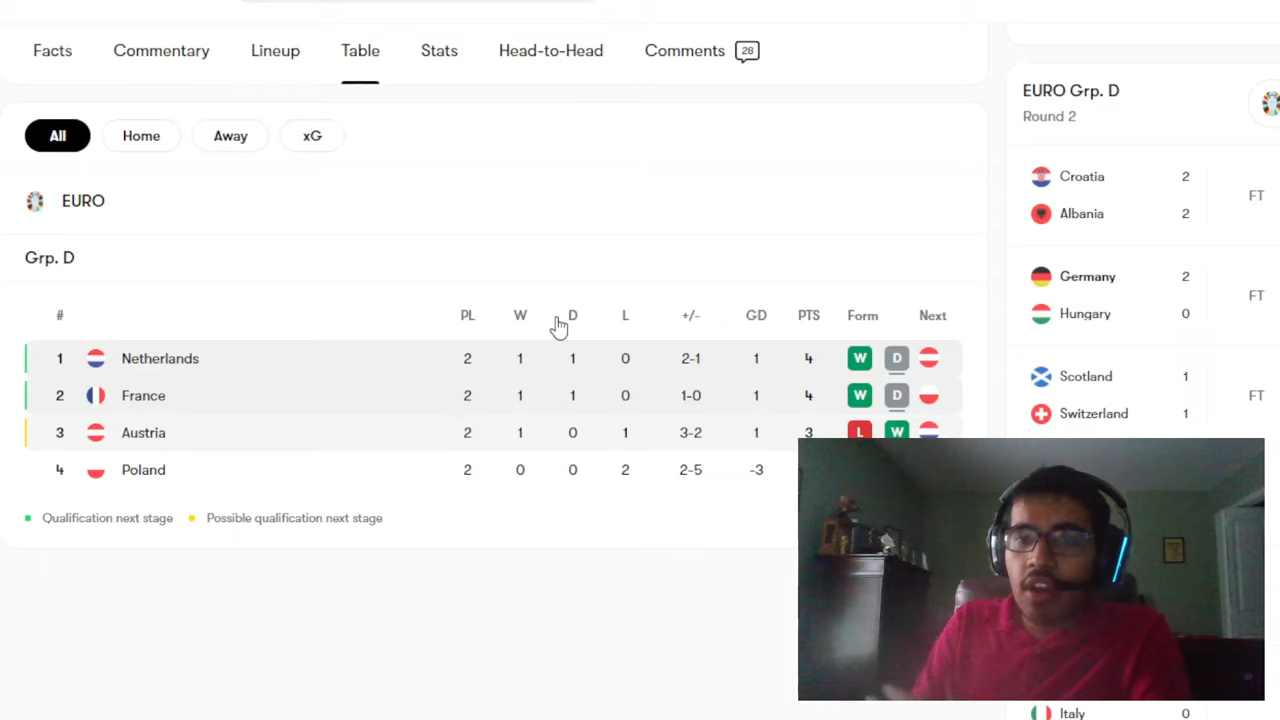 Facts Commentary Lineup Table Stats Head-to-Head Comments 28
All Home Away xG
EURO
Grp. D
# PL W D L +/- GD PTS Form Next
1 Netherlands 2 1 1 0 2-1 1 4 W D
2 France 2 1 1 0 1-0 1 4 W D
3 Austria 2 1 0 1 3-2 1 3 L W
4 Poland 2 0 0 2 2-5 -3
Qualification next stage Possible qualification next stage
EURO Grp. D
Round 2
Croatia 2
Albania 2
FT
Germany 2
Hungary 0
FT
Scotland 1
Switzerland 1
FT
Italy 0